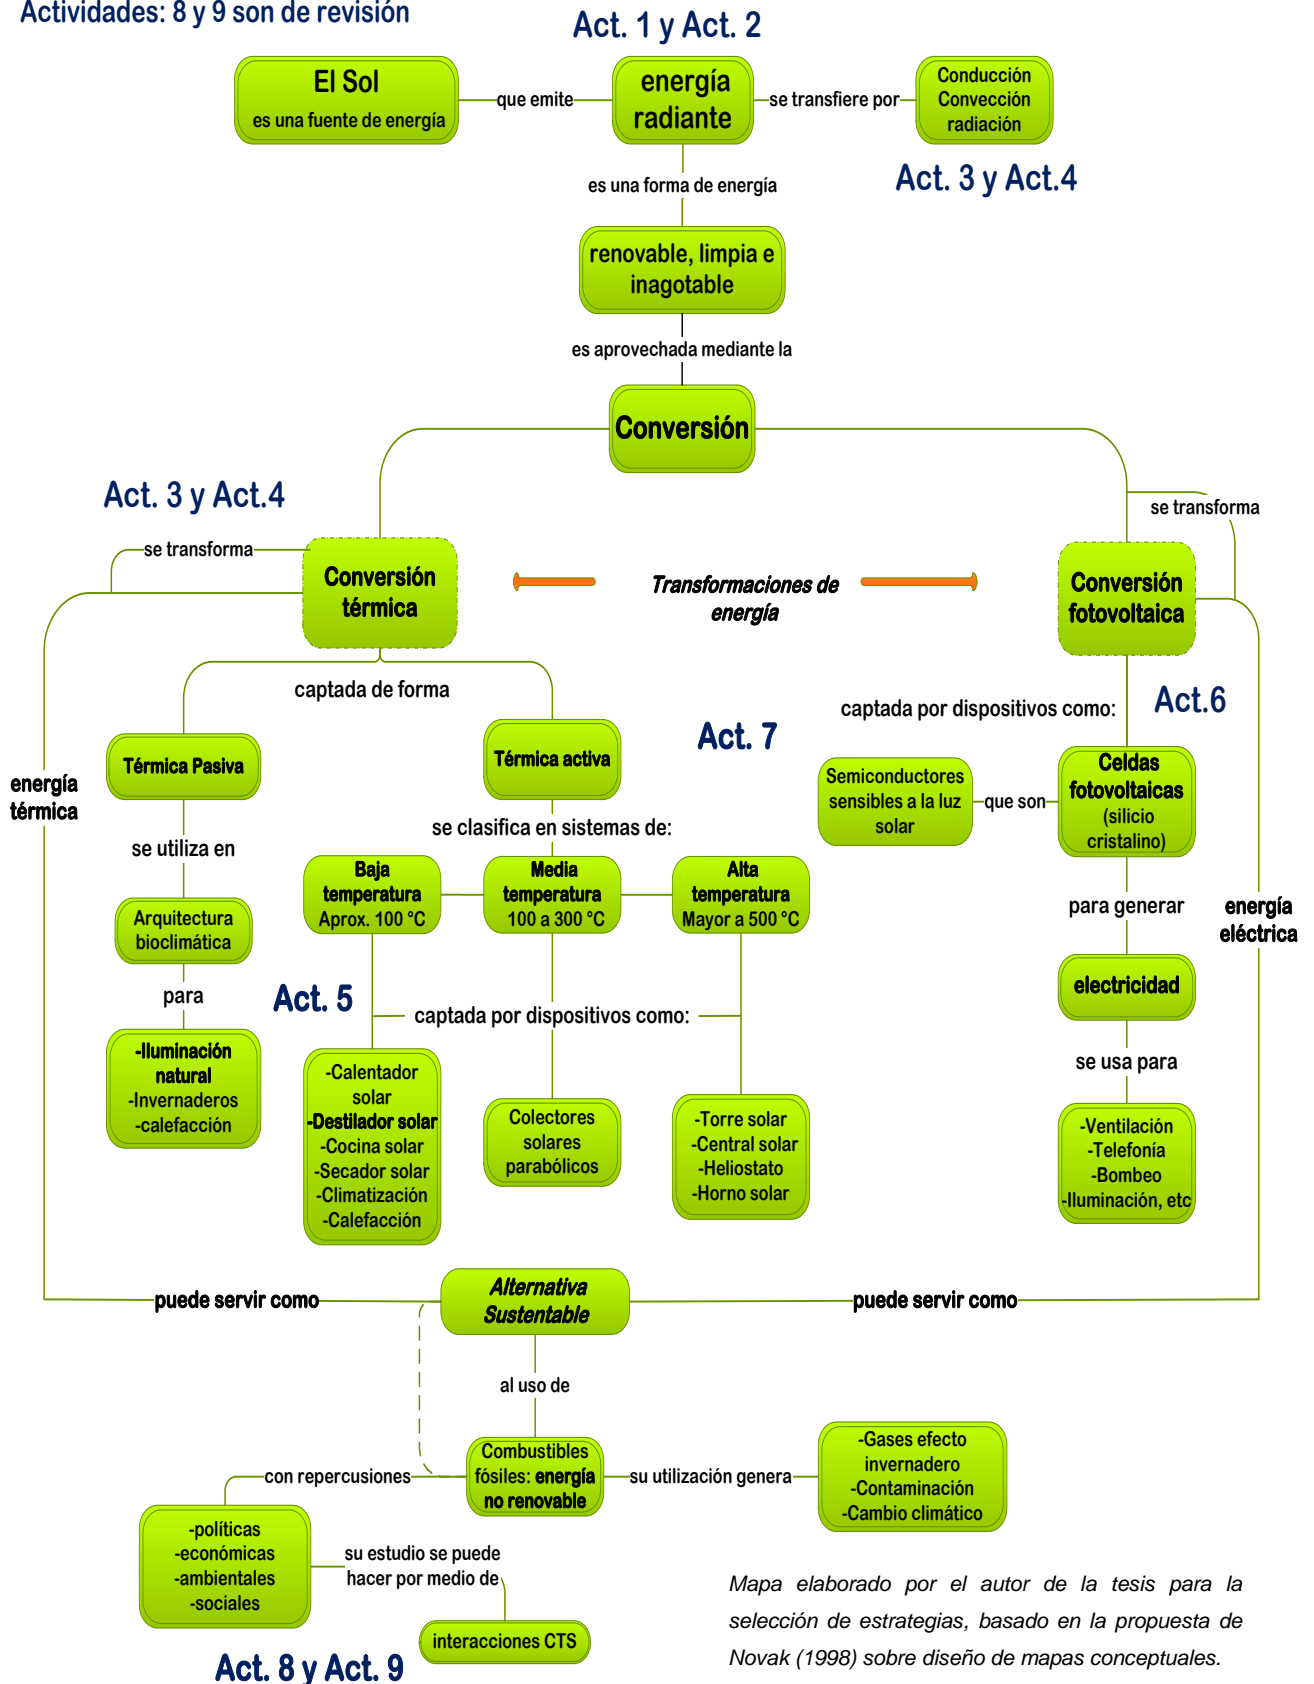 Actividades: 8 y 9 son de revisión
Act. 1 y Act. 2
El Sol
es una fuente de energía
que emite
energía
radiante
se transfiere por
Conducción
Convección
radiación
Act. 3 y Act.4
es una forma de energía
renovable, limpia e
inagotable
es aprovechada mediante la
Conversión
Act. 3 y Act.4
se transforma
Conversión
térmica
Transformaciones de
energía
se transforma
Conversión
fotovoltaica
captada de forma
Act.6
captada por dispositivos como:
Act. 7
Térmica Pasiva
Térmica activa
energía
térmica
Semiconductores
sensibles a la luz
solar
que son
Celdas
fotovoltaicas
(silicio
cristalino)
se utiliza en
se clasifica en sistemas de:
Baja
temperatura
Aprox. 100 °C
Media
temperatura
100 a 300 °C
Alta
temperatura
Mayor a 500 °C
para generar
energía
eléctrica
Arquitectura
bioclimática
para
Act. 5
captada por dispositivos como:
electricidad
se usa para
-Iluminación
natural
-Invernaderos
-calefacción
-Calentador
solar
-Destilador solar
-Cocina solar
-Secador solar
-Climatización
-Calefacción
Colectores
solares
parabólicos
-Torre solar
-Central solar
-Heliostato
-Horno solar
-Ventilación
-Telefonía
-Bombeo
-Iluminación, etc
puede servir como
Alternativa
Sustentable
puede servir como
al uso de
con repercusiones
Combustibles
fósiles: energía
no renovable
su utilización genera
-Gases efecto
invernadero
-Contaminación
-Cambio climático
-políticas
-económicas
-ambientales
-sociales
su estudio se puede
hacer por medio de
interacciones CTS
Act. 8 y Act. 9
Mapa elaborado por el autor de la tesis para la
selección de estrategias, basado en la propuesta de
Novak (1998) sobre diseño de mapas conceptuales.